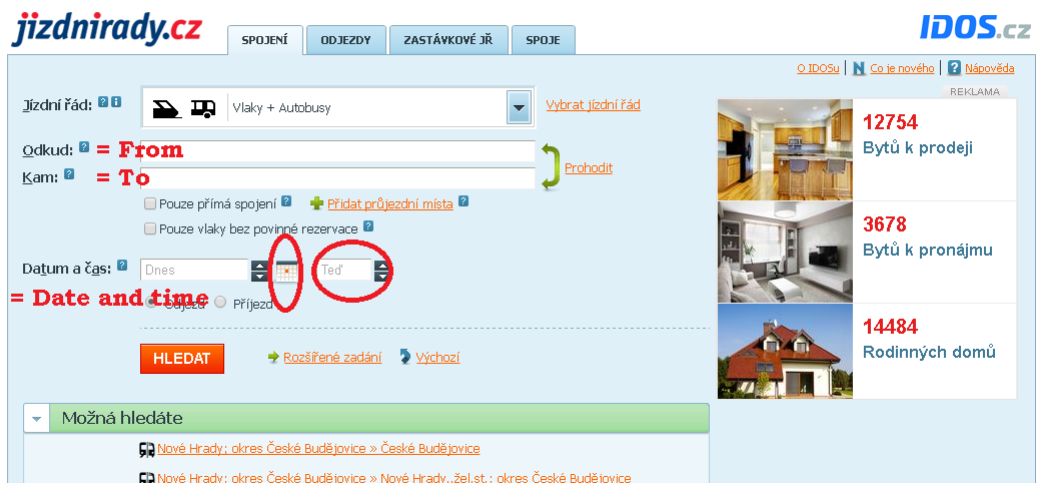 jízdnírady.cz SPOJENÍ ODJEZDY ZASTÁVKOVÉ JŘ SPOJE IDOS.cz
O IDOSu N Co je nového ? Nápověda
REKLAMA
Jízdní řád: ? i Vlaky + Autobusy Vybrat jízdní řád
Odkud: ? = From
Kam: ? = To
Prohodit
Pouze přímá spojení ? Přidat průjezdní místa ?
Pouze vlaky bez povinné rezervace ?
Datum a čas: ? Dnes Teď
= Date and time
Odjezd Příjezd
HLEDAT Rozšířené zadání Výchozí
12754
Bytů k prodeji
3678
Bytů k pronájmu
14484
Rodinných domů
Možná hledáte
Nové Hrady; okres České Budějovice » České Budějovice
Nové Hrady,,žel.st.; okres České Budějovice » Nové Hrady,,žel.st.; okres České Budějovice